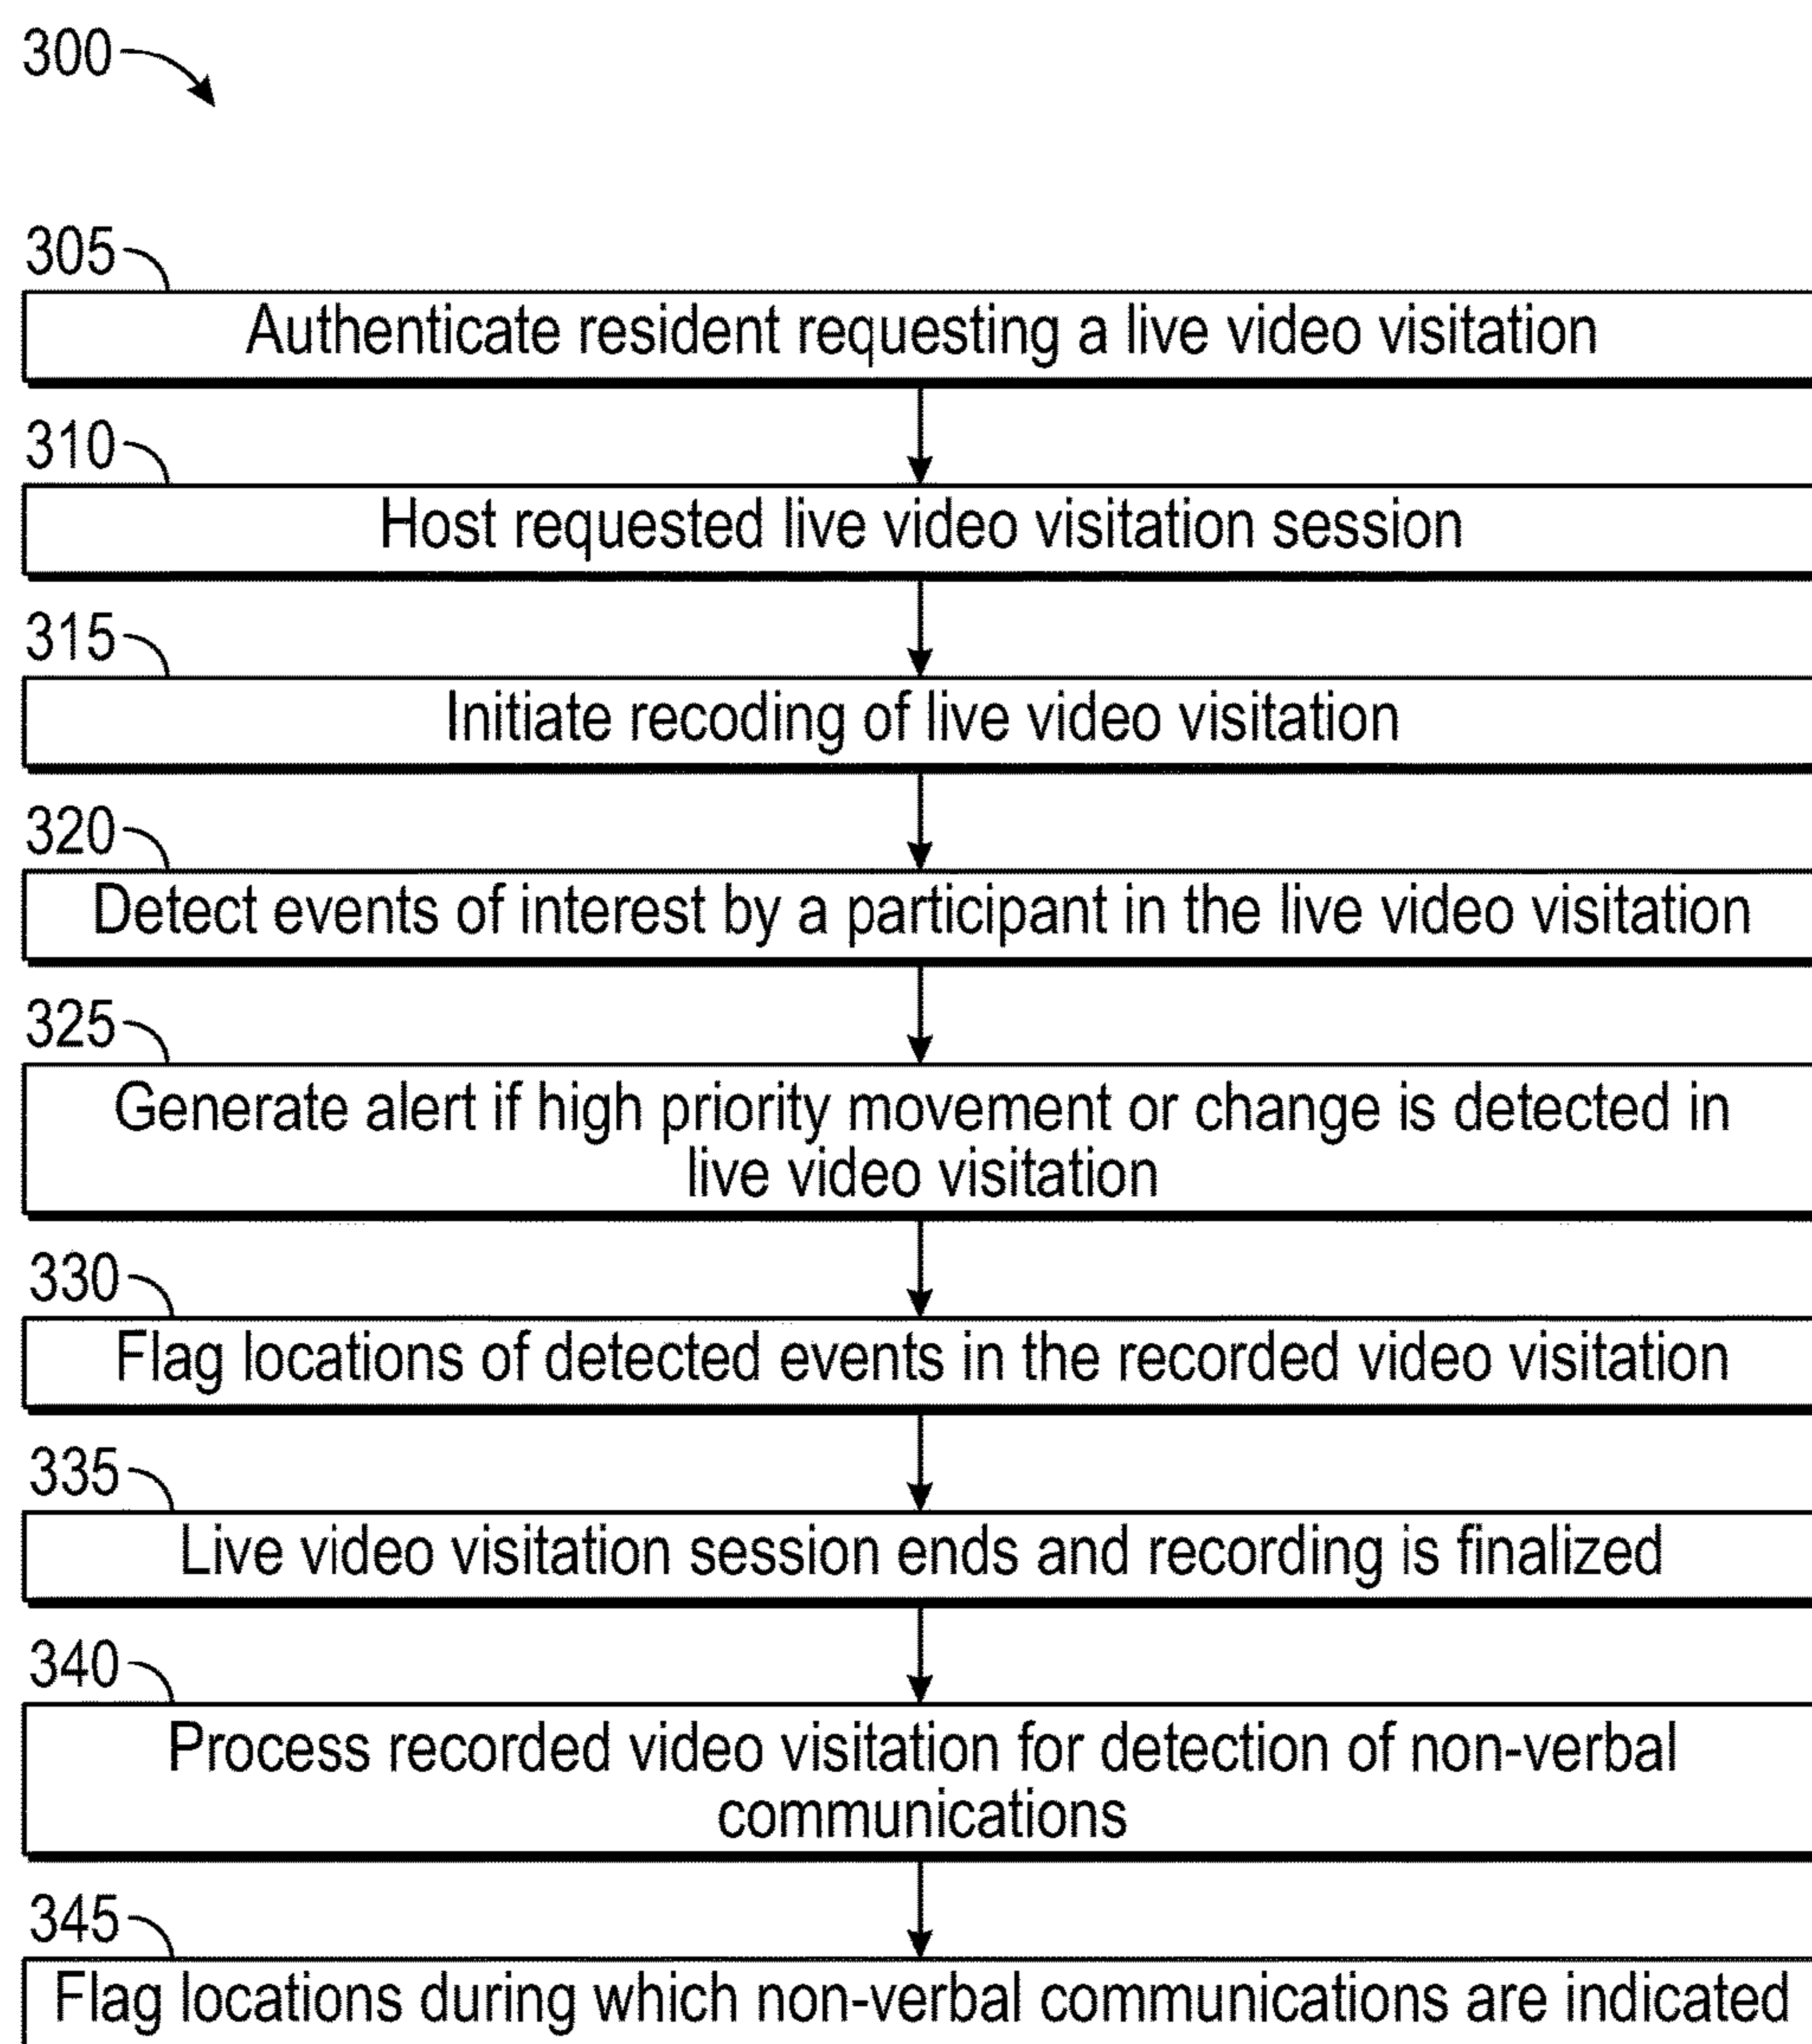 300
305
Authenticate resident requesting a live video visitation
310
Host requested live video visitation session
315
Initiate recoding of live video visitation
320
Detect events of interest by a participant in the live video visitation
325
Generate alert if high priority movement or change is detected in
live video visitation
330
Flag locations of detected events in the recorded video visitation
335
Live video visitation session ends and recording is finalized
340
Process recorded video visitation for detection of non-verbal
communications
345
Flag locations during which non-verbal communications are indicated